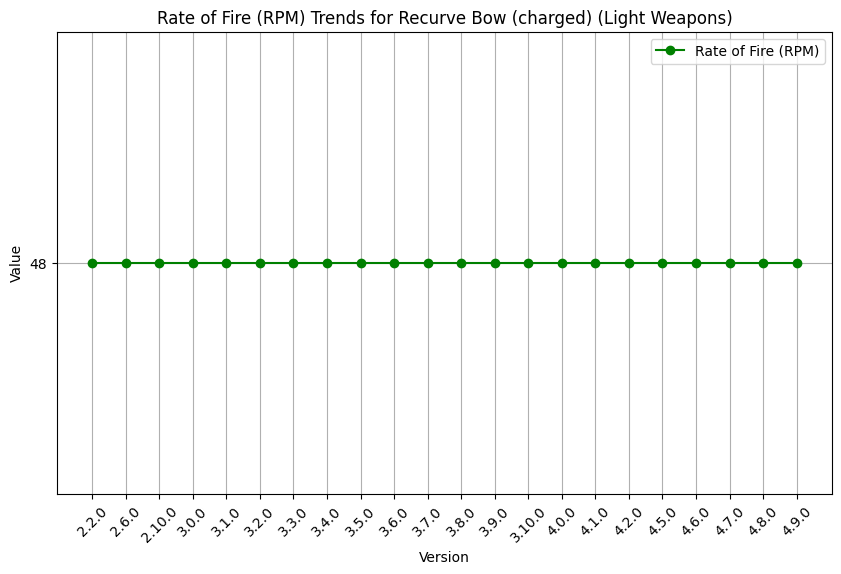 Rate of Fire (RPM) Trends for Recurve Bow (charged) (Light Weapons)
Rate of Fire (RPM)
Value
48
2.2.0 2.6.0 2.10.0 3.0.0 3.1.0 3.2.0 3.3.0 3.4.0 3.5.0 3.6.0 3.7.0 3.8.0 3.9.0 3.10.0 4.0.0 4.1.0 4.2.0 4.5.0 4.6.0 4.7.0 4.8.0 4.9.0
Version